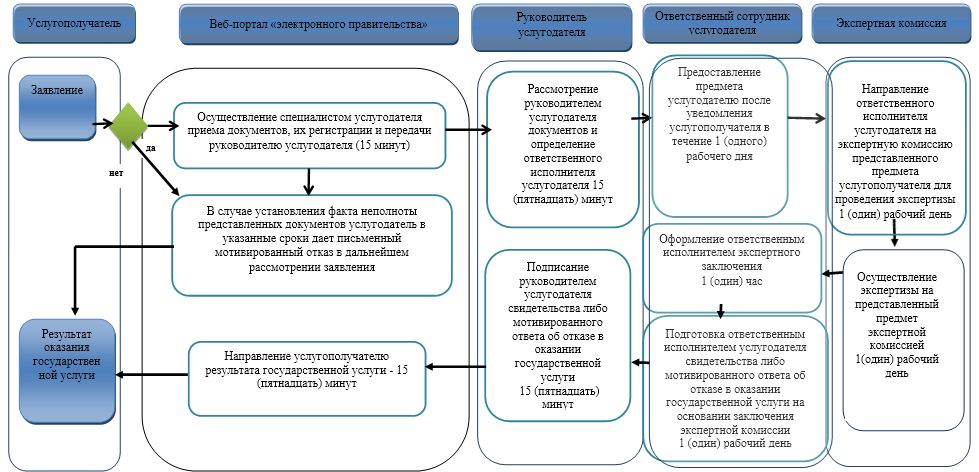 Услугополучатель
Веб-портал «электронного правительства»
Руководитель
услугодателя
Ответственный сотрудник
услугодателя
Экспертная комиссия
Заявление
да
нет
Осуществление специалистом услугодателя
приема документов, их регистрации и передачи
руководителю услугодателя (15 минут)
В случае установления факта неполноты
представленных документов услугодатель в
указанные сроки дает письменный
мотивированный отказ в дальнейшем
рассмотрении заявления
Рассмотрение
руководителем
услугодателя
документов и
определение
ответственного
исполнителя
услугодателя 15
(пятнадцать) минут
Предоставление
предмета
услугодателю после
уведомления
услугополучателя в
течение 1 (одного)
рабочего дня
Направление
ответственного
исполнителя
услугодателя на
экспертную комиссию
представленного
предмета
услугополучателя для
проведения экспертизы
1 (один) рабочий день
Осуществление
экспертизы на
представленный
предмет
экспертной
комиссией
1(один) рабочий
день
Оформление ответственным
исполнителем экспертного
заключения
1 (один) час
Подготовка ответственным
исполнителем услугодателя
свидетельства либо
мотивированного ответа об
отказе в оказании
государственной услуги на
основании заключения
экспертной комиссии
1 (один) рабочий день
Подписание
руководителем
услугодателя
свидетельства либо
мотивированного
ответа об отказе в
оказании
государственной
услуги
15 (пятнадцать)
минут
Направление услугополучателю
результата государственной услуги - 15
(пятнадцать) минут
Результат
оказания
государствен
ной услуги